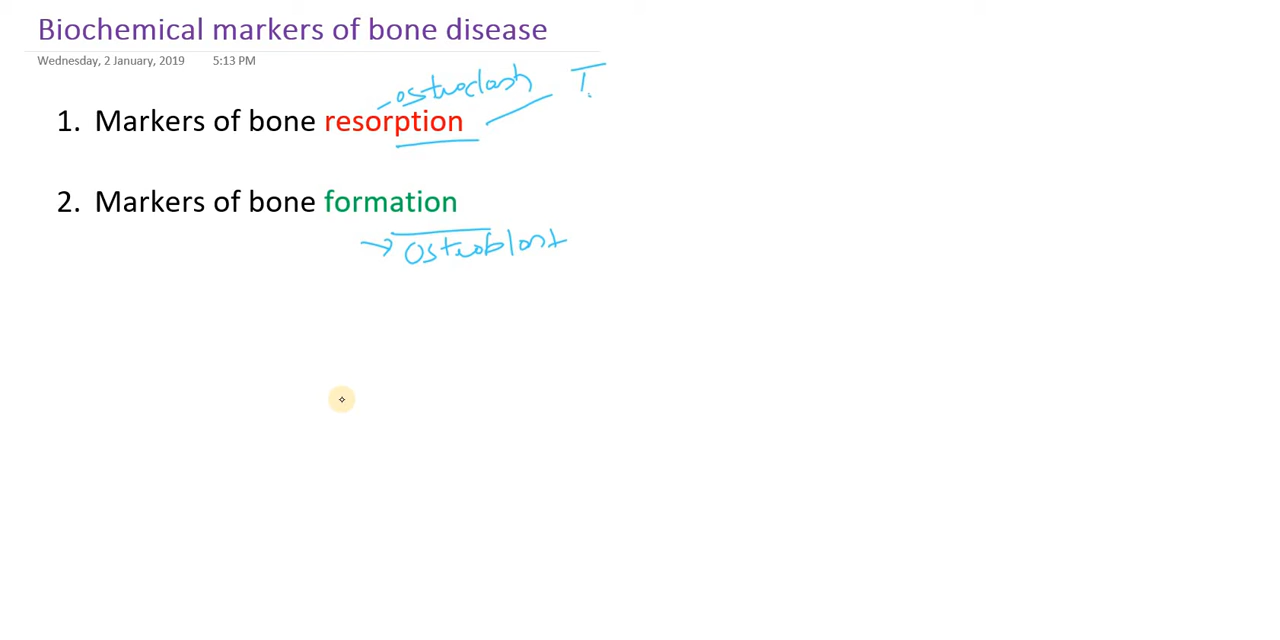 Biochemical markers of bone disease
Wednesday, 2 January, 2019 5:13 PM
- osteoclash T.
1. Markers of bone resorption
2. Markers of bone formation
→ osteoblast